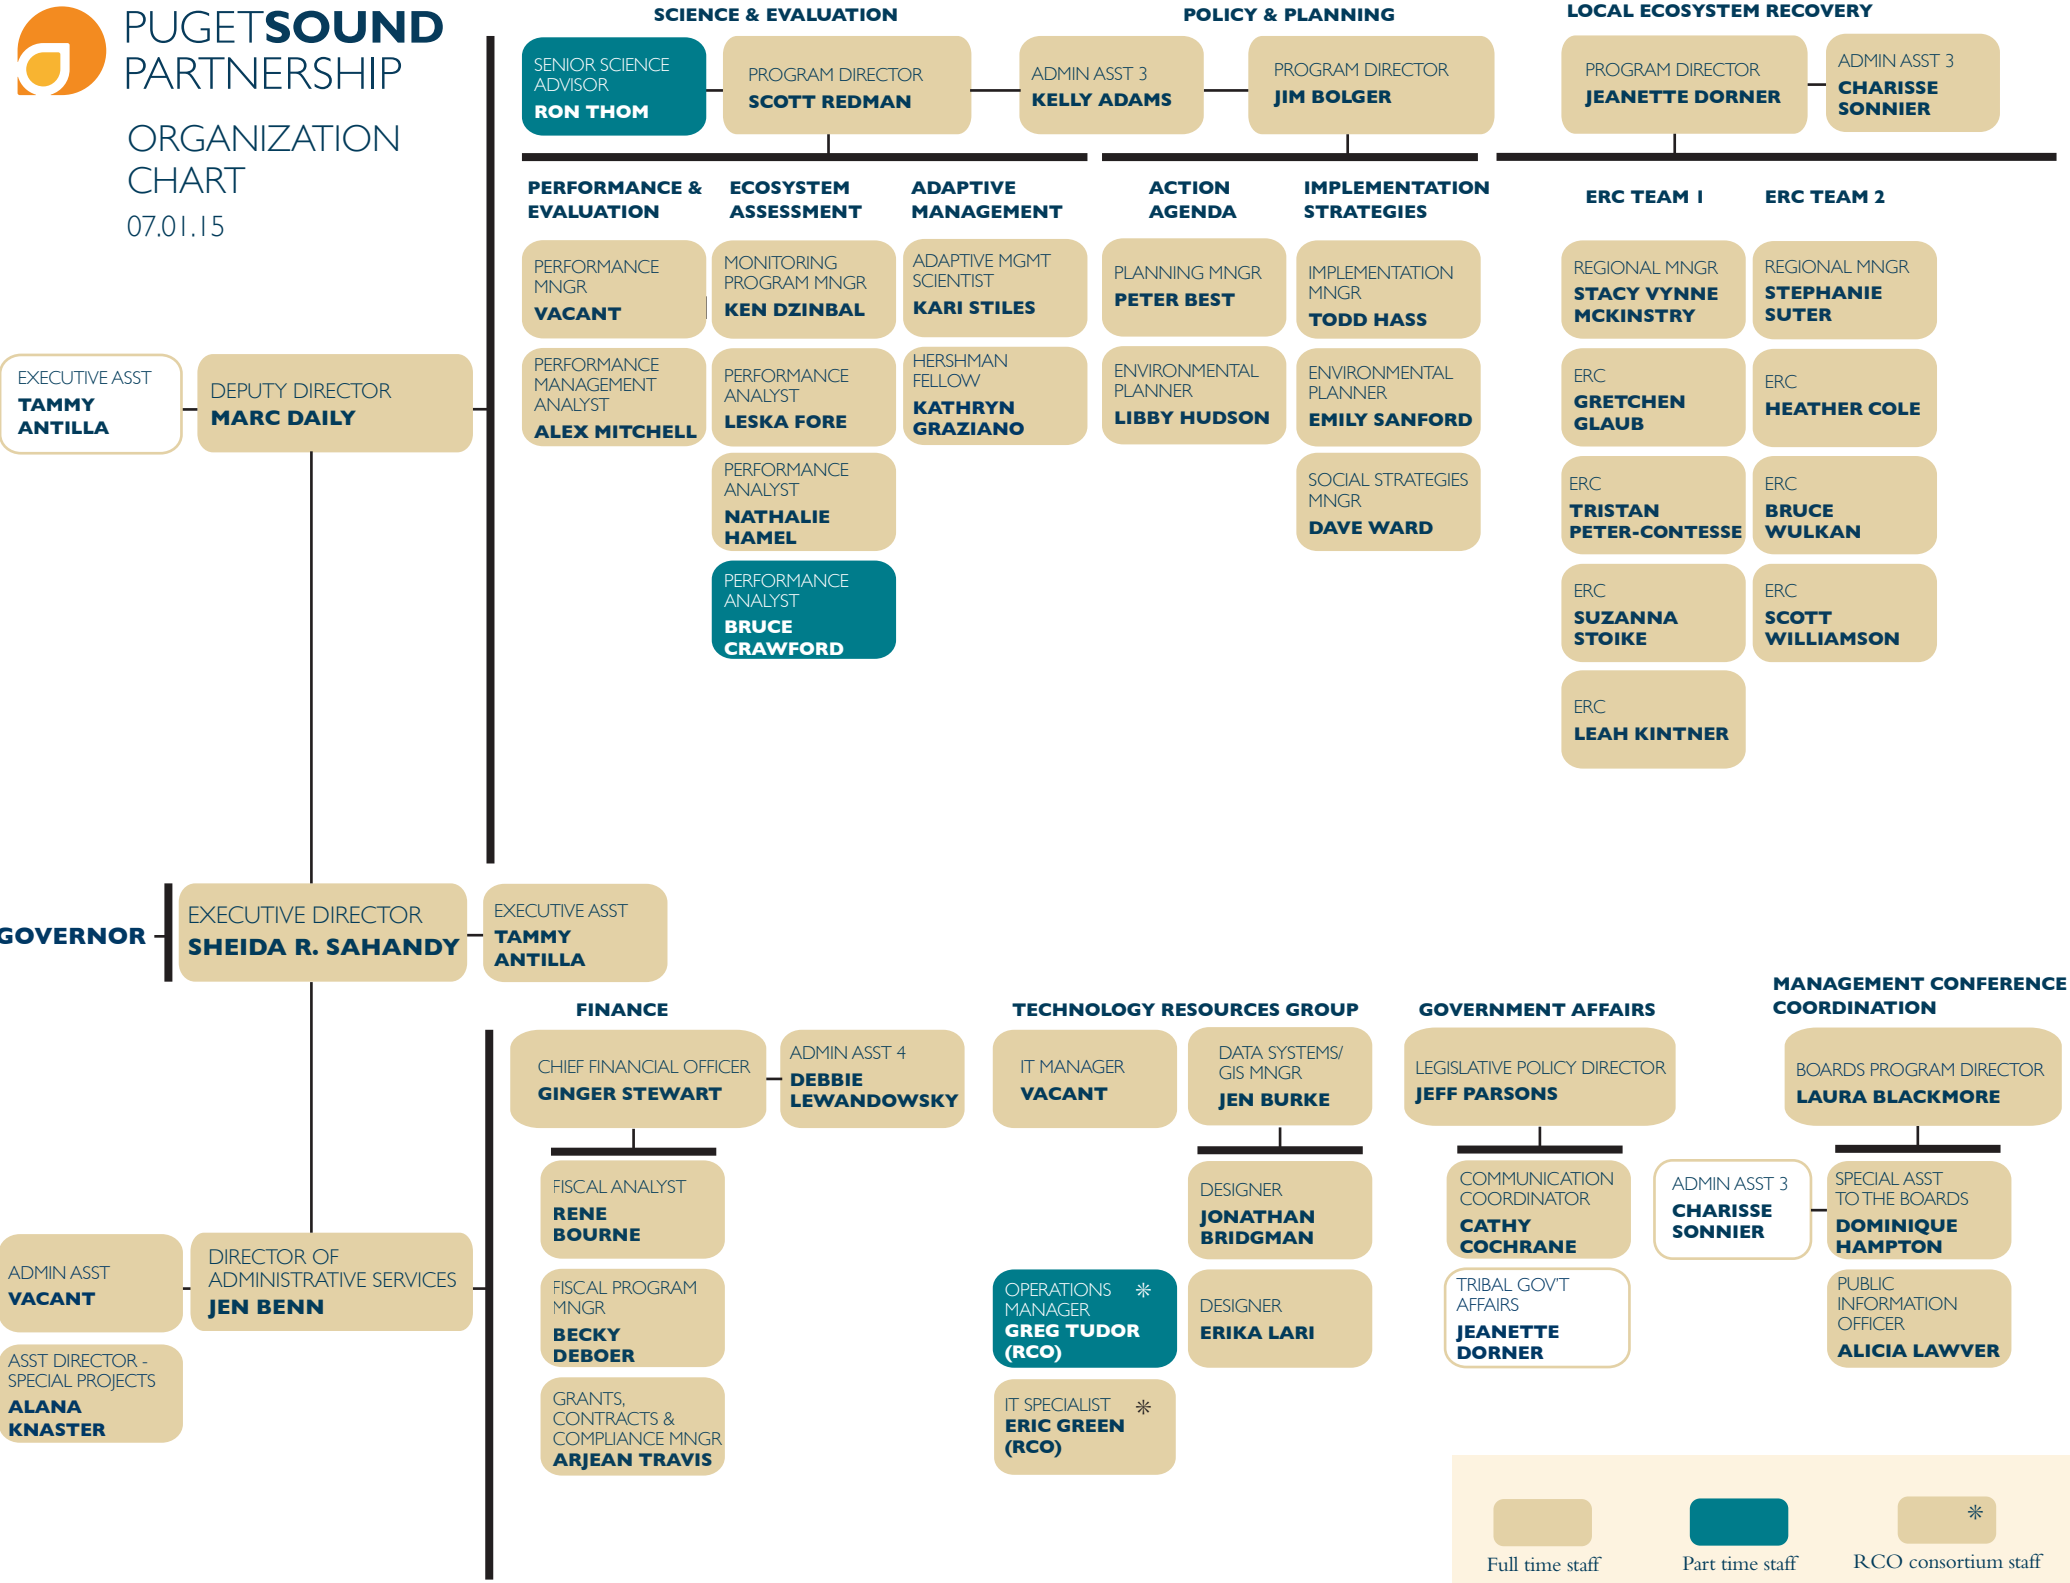 PUGETSOUND
PARTNERSHIP
ORGANIZATION
CHART
07.01.15
SCIENCE & EVALUATION
SENIOR SCIENCE
ADVISOR
RON THOM
PROGRAM DIRECTOR
SCOTT REDMAN
ADMIN ASST 3
KELLY ADAMS
POLICY & PLANNING
PROGRAM DIRECTOR
JIM BOLGER
LOCAL ECOSYSTEM RECOVERY
PROGRAM DIRECTOR
JEANETTE DORNER
ADMIN ASST 3
CHARISSE
SONNIER
PERFORMANCE &
EVALUATION
PERFORMANCE
MNGR
VACANT
PERFORMANCE
MANAGEMENT
ANALYST
ALEX MITCHELL
ECOSYSTEM
ASSESSMENT
MONITORING
PROGRAM MNGR
KEN DZINBAL
PERFORMANCE
ANALYST
LESKA FORE
PERFORMANCE
ANALYST
NATHALIE
HAMEL
PERFORMANCE
ANALYST
BRUCE
CRAWFORD
ADAPTIVE
MANAGEMENT
ADAPTIVE MGMT
SCIENTIST
KARI STILES
HERSHMAN
FELLOW
KATHRYN
GRAZIANO
ACTION
AGENDA
PLANNING MNGR
PETER BEST
ENVIRONMENTAL
PLANNER
LIBBY HUDSON
IMPLEMENTATION
STRATEGIES
IMPLEMENTATION
MNGR
TODD HASS
ENVIRONMENTAL
PLANNER
EMILY SANFORD
SOCIAL STRATEGIES
MNGR
DAVE WARD
ERC TEAM 1
REGIONAL MNGR
STACY VYNNE
MCKINSTRY
ERC
GRETCHEN
GLAUB
ERC
TRISTAN
PETER-CONTESSE
ERC
SUZANNA
STOIKE
ERC
LEAH KINTNER
ERC TEAM 2
REGIONAL MNGR
STEPHANIE
SUTER
ERC
HEATHER COLE
ERC
BRUCE
WULKAN
ERC
SCOTT
WILLIAMSON
EXECUTIVE ASST
TAMMY
ANTILLA
DEPUTY DIRECTOR
MARC DAILY
GOVERNOR
EXECUTIVE DIRECTOR
SHEIDA R. SAHANDY
EXECUTIVE ASST
TAMMY
ANTILLA
ADMIN ASST
VACANT
DIRECTOR OF
ADMINISTRATIVE SERVICES
JEN BENN
ASST DIRECTOR -
SPECIAL PROJECTS
ALANA
KNASTER
FINANCE
CHIEF FINANCIAL OFFICER
GINGER STEWART
ADMIN ASST 4
DEBBIE
LEWANDOWSKY
FISCAL ANALYST
RENE
BOURNE
FISCAL PROGRAM
MNGR
BECKY
DEBOER
GRANTS,
CONTRACTS &
COMPLIANCE MNGR
ARJEAN TRAVIS
TECHNOLOGY RESOURCES GROUP
IT MANAGER
VACANT
DATA SYSTEMS/
GIS MNGR
JEN BURKE
DESIGNER
JONATHAN
BRIDGMAN
OPERATIONS
MANAGER
GREG TUDOR
(RCO)
DESIGNER
ERIKA LARI
IT SPECIALIST
ERIC GREEN
(RCO)
GOVERNMENT AFFAIRS
LEGISLATIVE POLICY DIRECTOR
JEFF PARSONS
COMMUNICATION
COORDINATOR
CATHY
COCHRANE
TRIBAL GOV'T
AFFAIRS
JEANETTE
DORNER
MANAGEMENT CONFERENCE
COORDINATION
BOARDS PROGRAM DIRECTOR
LAURA BLACKMORE
ADMIN ASST 3
CHARISSE
SONNIER
SPECIAL ASST
TO THE BOARDS
DOMINIQUE
HAMPTON
PUBLIC
INFORMATION
OFFICER
ALICIA LAWVER
Full time staff
Part time staff
RCO consortium staff